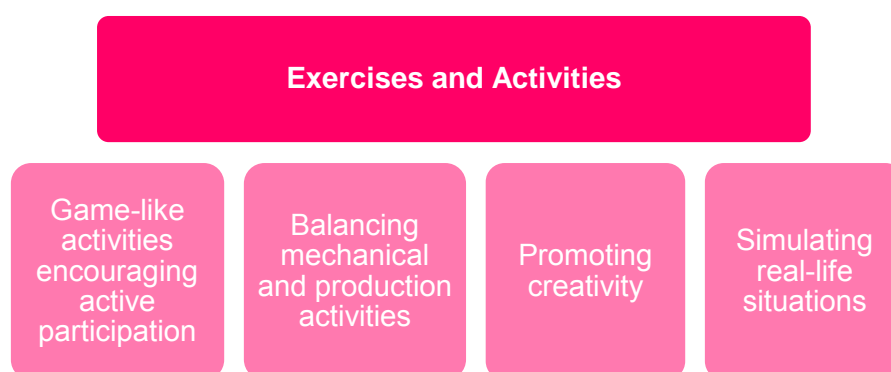 Exercises and Activities
Game-like
activities
encouraging
active
participation
Balancing
mechanical
and production
activities
Promoting
creativity
Simulating
real-life
situations